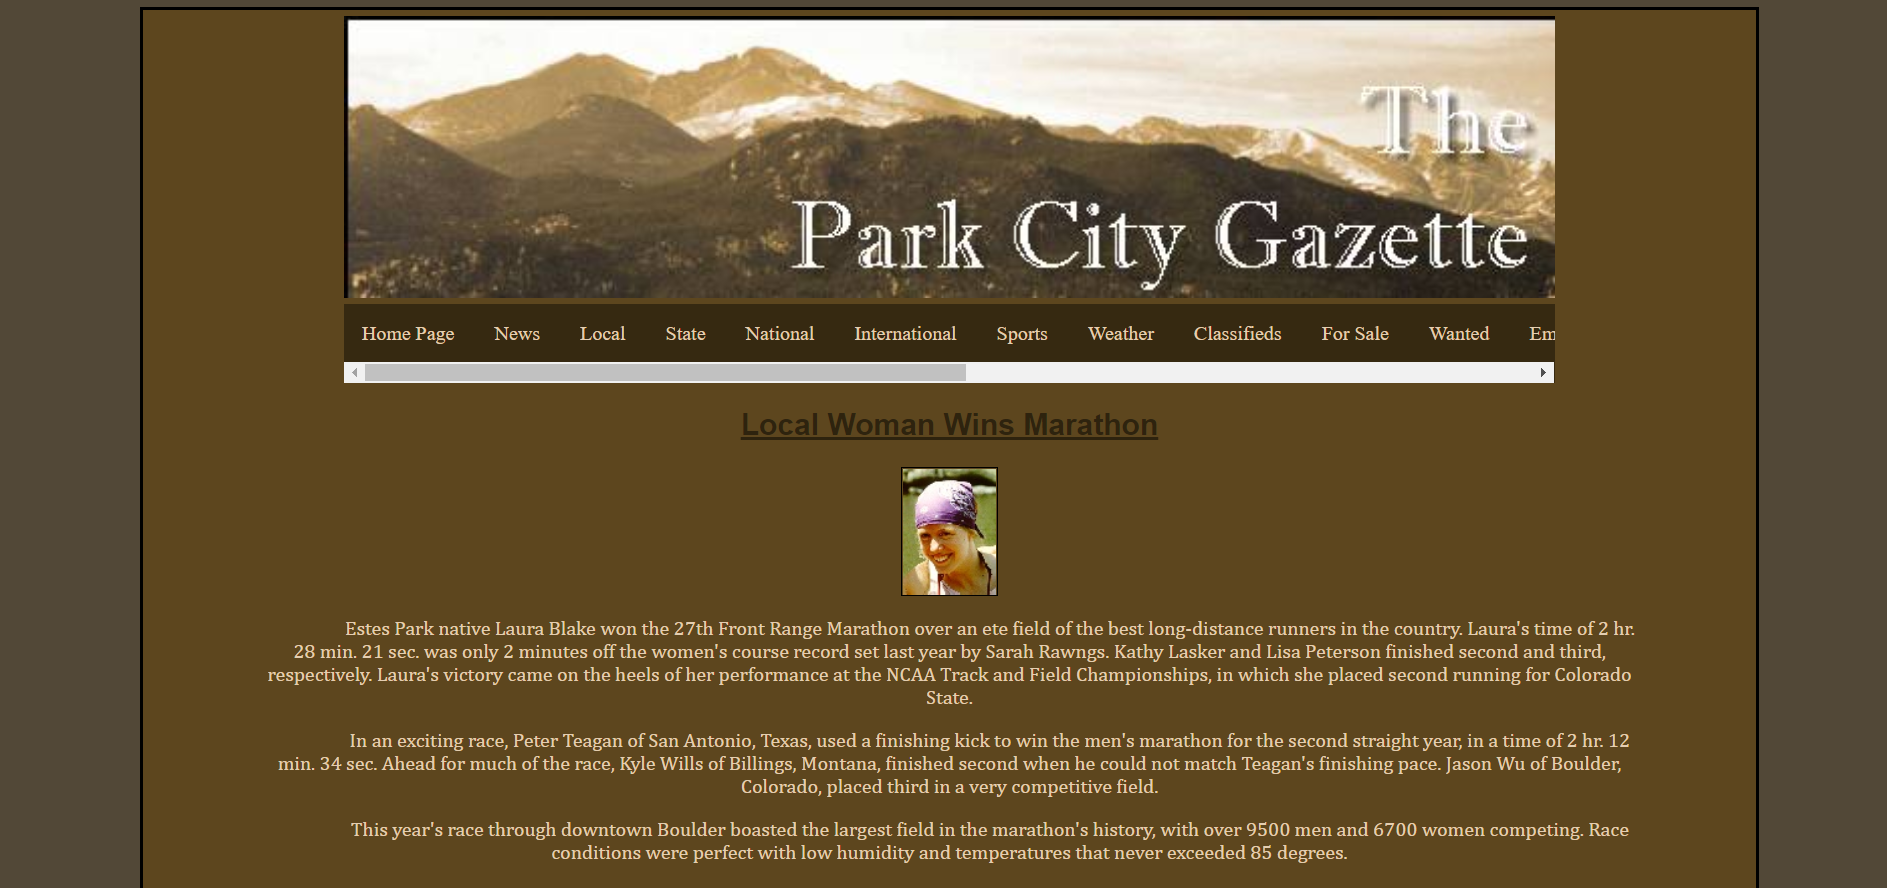 The
Park City Gazette
Home Page News Local State National International Sports Weather Classifieds For Sale Wanted Em
Local Woman Wins Marathon
Estes Park native Laura Blake won the 27th Front Range Marathon over an ete field of the best long-distance runners in the country. Laura's time of 2 hr.
28 min. 21 sec. was only 2 minutes off the women's course record set last year by Sarah Rawngs. Kathy Lasker and Lisa Peterson finished second and third,
respectively. Laura's victory came on the heels of her performance at the NCAA Track and Field Championships, in which she placed second running for Colorado
State.
In an exciting race, Peter Teagan of San Antonio, Texas, used a finishing kick to win the men's marathon for the second straight year, in a time of 2 hr. 12
min. 34 sec. Ahead for much of the race, Kyle Wills of Billings, Montana, finished second when he could not match Teagan's finishing pace. Jason Wu of Boulder,
Colorado, placed third in a very competitive field.
This year's race through downtown Boulder boasted the largest field in the marathon's history, with over 9500 men and 6700 women competing. Race
conditions were perfect with low humidity and temperatures that never exceeded 85 degrees.